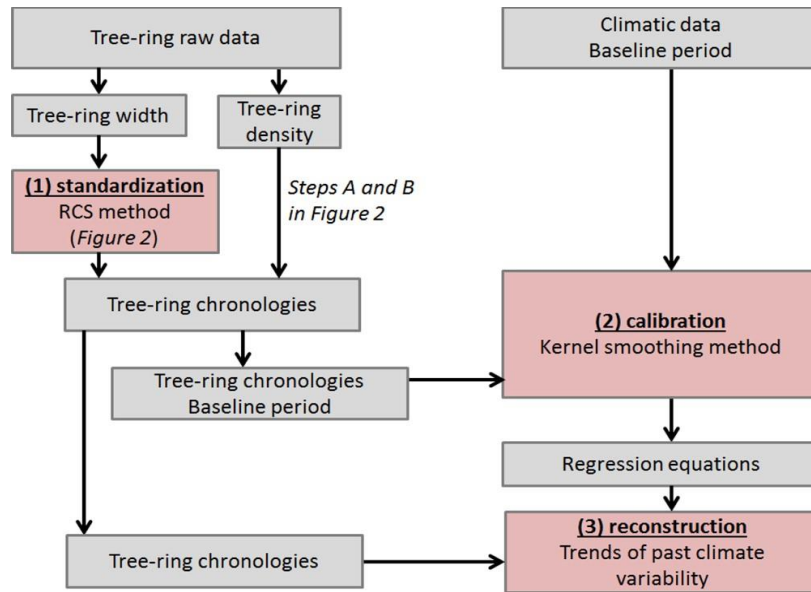 Tree-ring raw data
Climatic data
Baseline period
Tree-ring width
Tree-ring
density
(1) standardization
RCS method
(Figure 2)
Steps A and B
in Figure 2
Tree-ring chronologies
(2) calibration
Kernel smoothing method
Tree-ring chronologies
Baseline period
Regression equations
(3) reconstruction
Trends of past climate
variability
Tree-ring chronologies